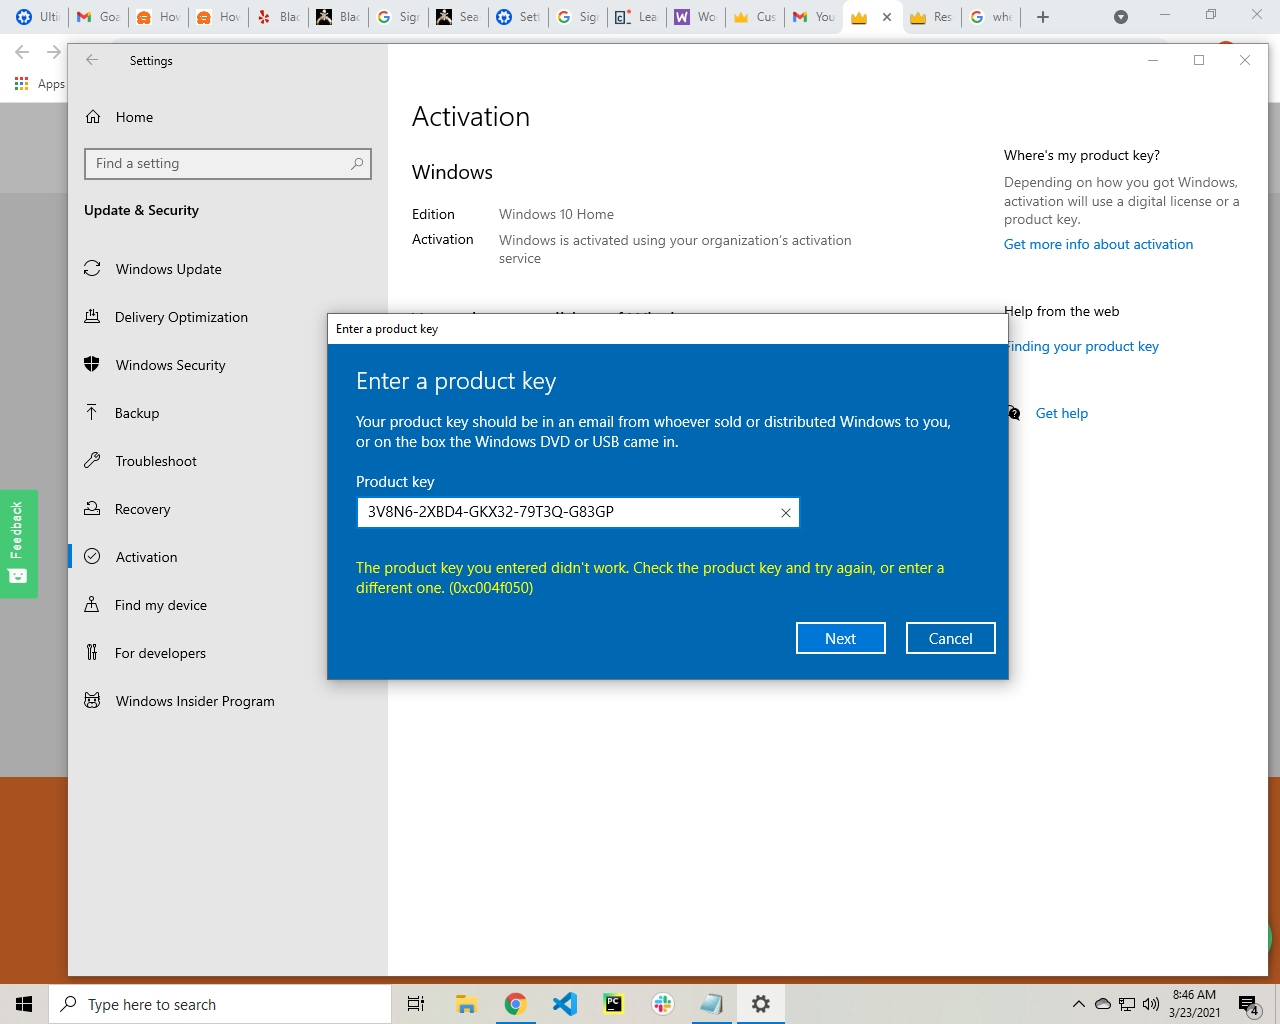 Ulti
Goa
How
How
Blac
Blac
Sign
Sea
Sett
Sign
Lea
Wo
Cus
You
Res
whe
Apps
Settings
Home
Find a setting
Update & Security
Windows Update
Delivery Optimization
Windows Security
Backup
Troubleshoot
Recovery
Activation
Find my device
For developers
Windows Insider Program
Feedback
Activation
Windows
Edition
Windows 10 Home
Activation
Windows is activated using your organization's activation
service
Where's my product key?
Depending on how you got Windows,
activation will use a digital license or a
product key.
Get more info about activation
Help from the web
Finding your product key
Get help
Enter a product key
Enter a product key
Your product key should be in an email from whoever sold or distributed Windows to you,
or on the box the Windows DVD or USB came in.
Product key
3V8N6-2XBD4-GKX32-79T3Q-G83GP
The product key you entered didn't work. Check the product key and try again, or enter a
different one. (0xc004f050)
Next
Cancel
Type here to search
PC
8:46 AM
3/23/2021
4